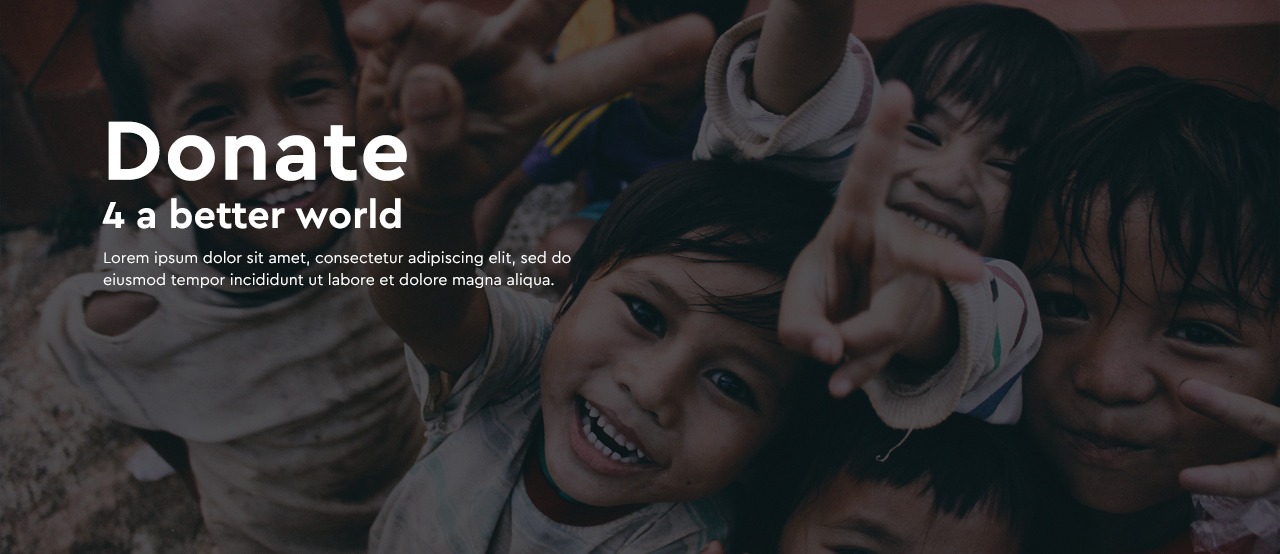 Donate
4 a better world
Lorem ipsum dolor sit amet, consectetur adipiscing elit, sed do
eiusmod tempor incididunt ut labore et dolore magna aliqua.